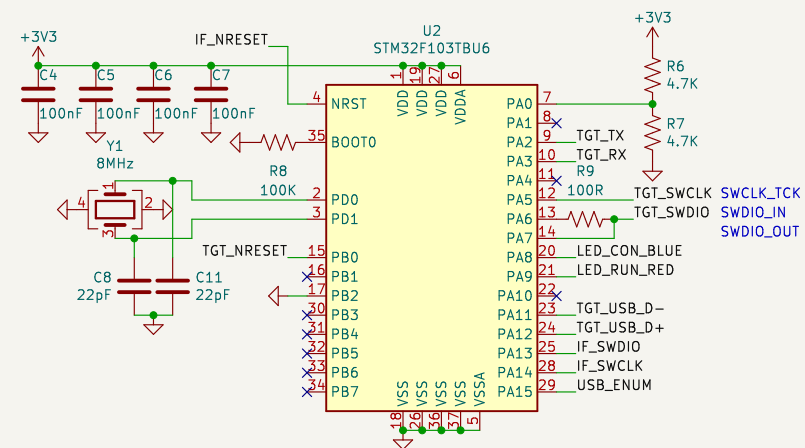 U2
STM32F103TBU6
+3V3
C4
100nF
C5
100nF
C6
100nF
C7
100nF
IF_NRESET
1
VDD
19
VDD
27
VDD
6
VDDA
+3V3
R6
4.7K
R7
4.7K
4 NRST
35 BOOT0
R8
100K
Y1
8MHz
1
4
2
3
2 PD0
3 PD1
C8
22pF
C11
22pF
TGT_NRESET 15 PB0
16 PB1
17 PB2
30 PB3
31 PB4
32 PB5
33 PB6
34 PB7
PA0 7
PA1 8
PA2 9 TGT_TX
PA3 10 TGT_RX
PA4 11
R9
100R
PA5 12 TGT_SWCLK SWCLK_TCK
PA6 13 TGT_SWDIO SWDIO_IN
PA7 14 SWDIO_OUT
PA8 20 LED_CON_BLUE
PA9 21 LED_RUN_RED
PA10 22
PA11 23 TGT_USB_D-
PA12 24 TGT_USB_D+
PA13 25 IF_SWDIO
PA14 28 IF_SWCLK
PA15 29 USB_ENUM
VSS
18
VSS
26
VSS
36
VSS
37
VSSA
5